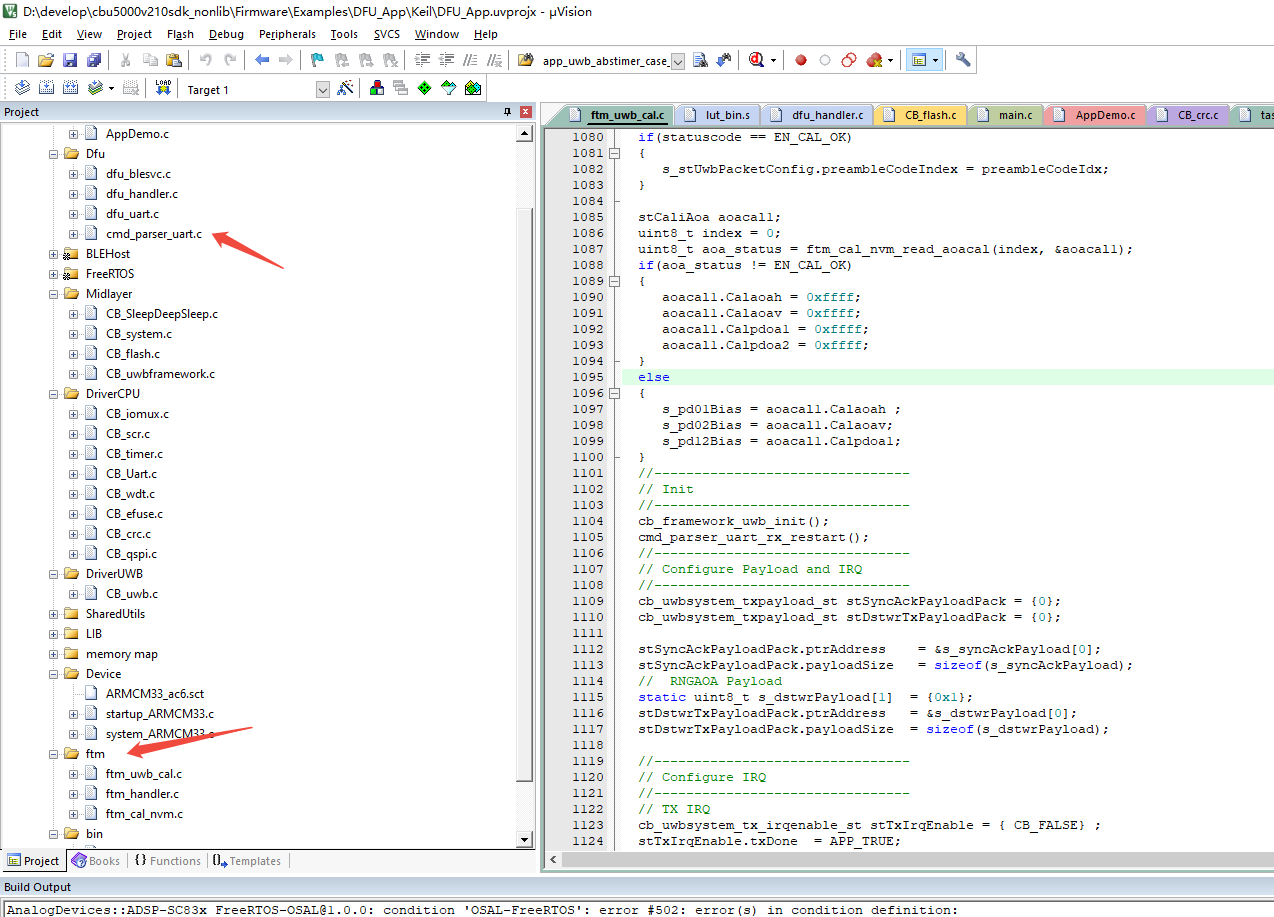 D:\develop\cbu5000v210sdk_nonlib\Firmware\Examples\DFU_App\Keil\DFU_App.uvprojx - µVision
File Edit View Project Flash Debug Peripherals Tools SVCS Window Help
app_uwb_abstimer_case_
LOAD Target 1
Project
AppDemo.c
Dfu
dfu_blesvc.c
dfu_handler.c
dfu_uart.c
cmd_parser_uart.c
BLEHost
FreeRTOS
Midlayer
CB_SleepDeepSleep.c
CB_system.c
CB_flash.c
CB_uwbframework.c
DriverCPU
CB_iomux.c
CB_scr.c
CB_timer.c
CB_Uart.c
CB_wdt.c
CB_efuse.c
CB_crc.c
CB_qspi.c
DriverUWB
CB_uwb.c
SharedUtils
LIB
memory map
Device
ARMCM33_ac6.sct
startup_ARMCM33.c
system_ARMCM33.c
ftm
ftm_uwb_cal.c
ftm_handler.c
ftm_cal_nvm.c
bin
Project Books {} Functions Templates
ftm_uwb_cal.c lut_bin.s dfu_handler.c CB_flash.c main.c AppDemo.c CB_crc.c tas
1080 if(statuscode == EN_CAL_OK)
1081 {
1082 s_stUwbPacketConfig.preambleCodeIndex = preambleCodeIdx;
1083 }
1084
1085 stCaliAoa aoacall;
1086 uint8_t index = 0;
1087 uint8_t aoa_status = ftm_cal_nvm_read_aoacal(index, &aoacall);
1088 if(aoa_status != EN_CAL_OK)
1089 {
1090 aoacall.Calaoah = 0xffff;
1091 aoacall.Calaoav = 0xffff;
1092 aoacall.Calpdoa1 = 0xffff;
1093 aoacall.Calpdoa2 = 0xffff;
1094 }
1095 else
1096 {
1097 s_pd01Bias = aoacall.Calaoah ;
1098 s_pd02Bias = aoacall.Calaoav;
1099 s_pd12Bias = aoacall.Calpdoa1;
1100 }
1101 //--------------------------------
1102 // Init
1103 //--------------------------------
1104 cb_framework_uwb_init();
1105 cmd_parser_uart_rx_restart();
1106 //--------------------------------
1107 // Configure Payload and IRQ
1108 //--------------------------------
1109 cb_uwbsystem_txpayload_st stSyncAckPayloadPack = {0};
1110 cb_uwbsystem_txpayload_st stDstwrTxPayloadPack = {0};
1111
1112 stSyncAckPayloadPack.ptrAddress = &s_syncAckPayload[0];
1113 stSyncAckPayloadPack.payloadSize = sizeof(s_syncAckPayload);
1114 // RNGAOA Payload
1115 static uint8_t s_dstwrPayload[1] = {0x1};
1116 stDstwrTxPayloadPack.ptrAddress = &s_dstwrPayload[0];
1117 stDstwrTxPayloadPack.payloadSize = sizeof(s_dstwrPayload);
1118
1119 //--------------------------------
1120 // Configure IRQ
1121 //--------------------------------
1122 // TX IRQ
1123 cb_uwbsystem_tx_irqenable_st stTxIrqEnable = { CB_FALSE} ;
1124 stTxIrqEnable.txDone = APP_TRUE;
Build Output
AnalogDevices::ADSP-SC83x FreeRTOS-OSAL@1.0.0: condition 'OSAL-FreeRTOS': error #502: error(s) in condition definition: